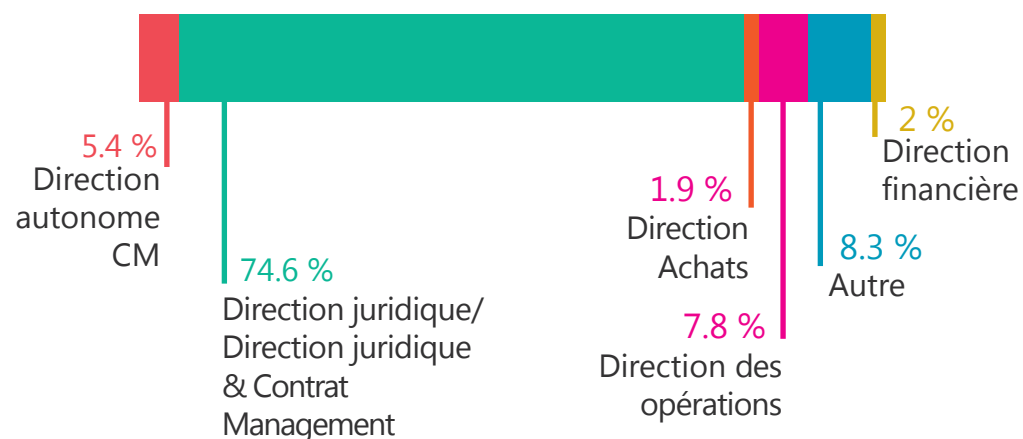 5.4 %
Direction
autonome
CM
74.6 %
Direction juridique/
Direction juridique
& Contrat
Management
1.9 %
Direction
Achats
7.8 %
Direction des
opérations
8.3 %
Autre
2 %
Direction
financière